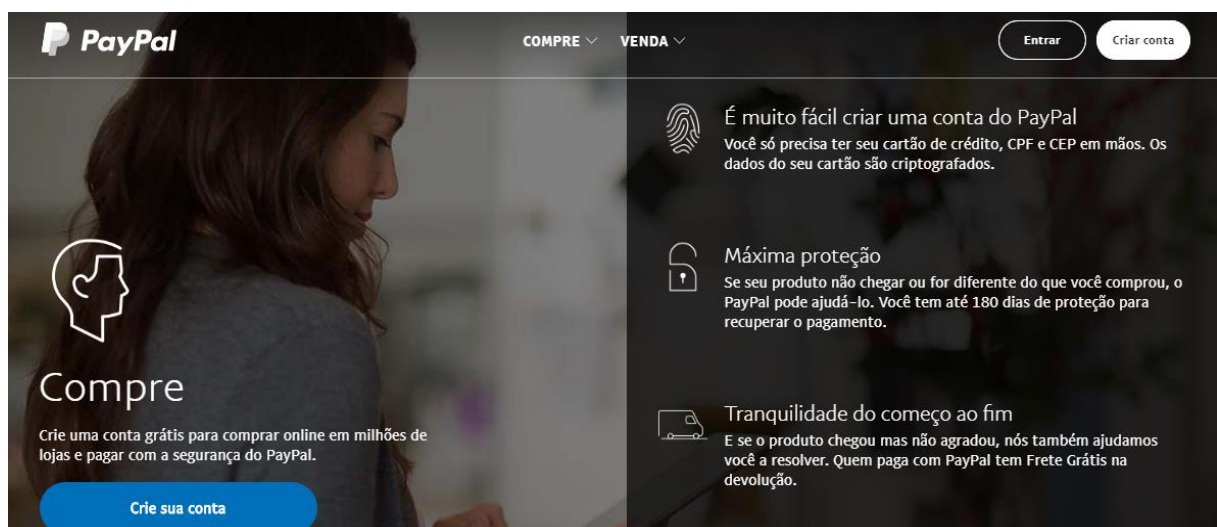 PayPal
COMPRE VENDA
Entrar
Criar conta
Compre
Crie uma conta grátis para comprar online em milhões de
lojas e pagar com a segurança do PayPal.
Crie sua conta
É muito fácil criar uma conta do PayPal
Você só precisa ter seu cartão de crédito, CPF e CEP em mãos. Os
dados do seu cartão são criptografados.
Máxima proteção
Se seu produto não chegar ou for diferente do que você comprou, o
PayPal pode ajudá-lo. Você tem até 180 dias de proteção para
recuperar o pagamento.
Tranquilidade do começo ao fim
E se o produto chegou mas não agradou, nós também ajudamos
você a resolver. Quem paga com PayPal tem Frete Grátis na
devolução.